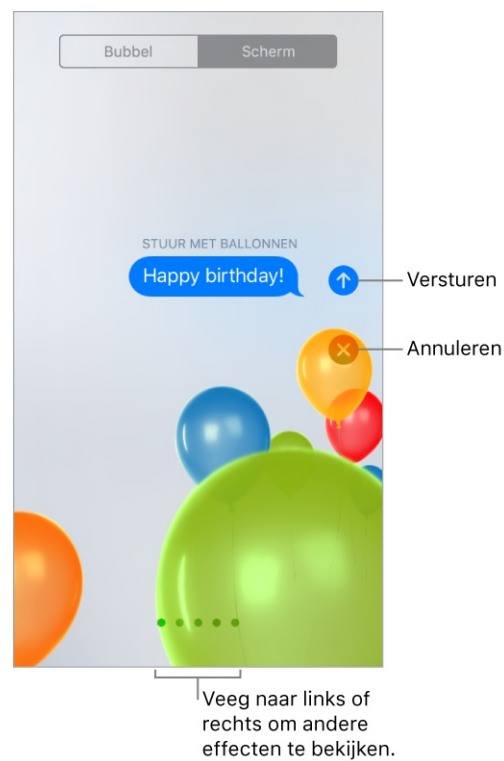 Bubbel Scherm
STUUR MET BALLONNEN
Happy birthday!
Versturen
Annuleren
Veeg naar links of
rechts om andere
effecten te bekijken.